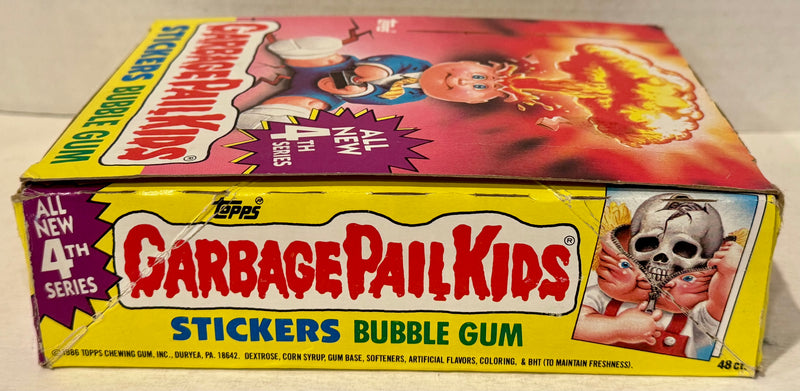 GARBAGE PAIL KIDS®
STICKERS BUBBLE GUM
ALL
NEW
4TH
SERIES
ALL
NEW
4TH
SERIES
topps®
GARBAGE PAIL KIDS®
STICKERS BUBBLE GUM
©1986 TOPPS CHEWING GUM, INC., DURYEA, PA. 18642. DEXTROSE, CORN SYRUP, GUM BASE, SOFTENERS, ARTIFICIAL FLAVORS, COLORING, & BHT (TO MAINTAIN FRESHNESS).
48 CT.